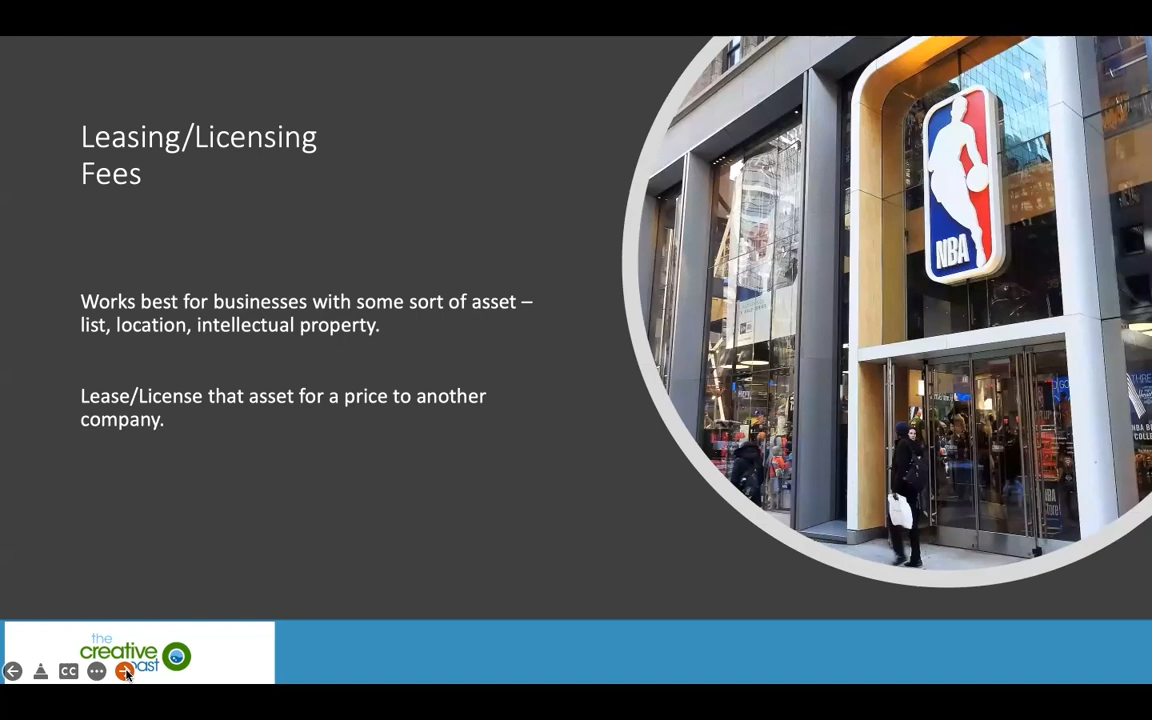 Leasing/Licensing
Fees
Works best for businesses with some sort of asset –
list, location, intellectual property.
Lease/License that asset for a price to another
company.
NBA
the
creative
CC